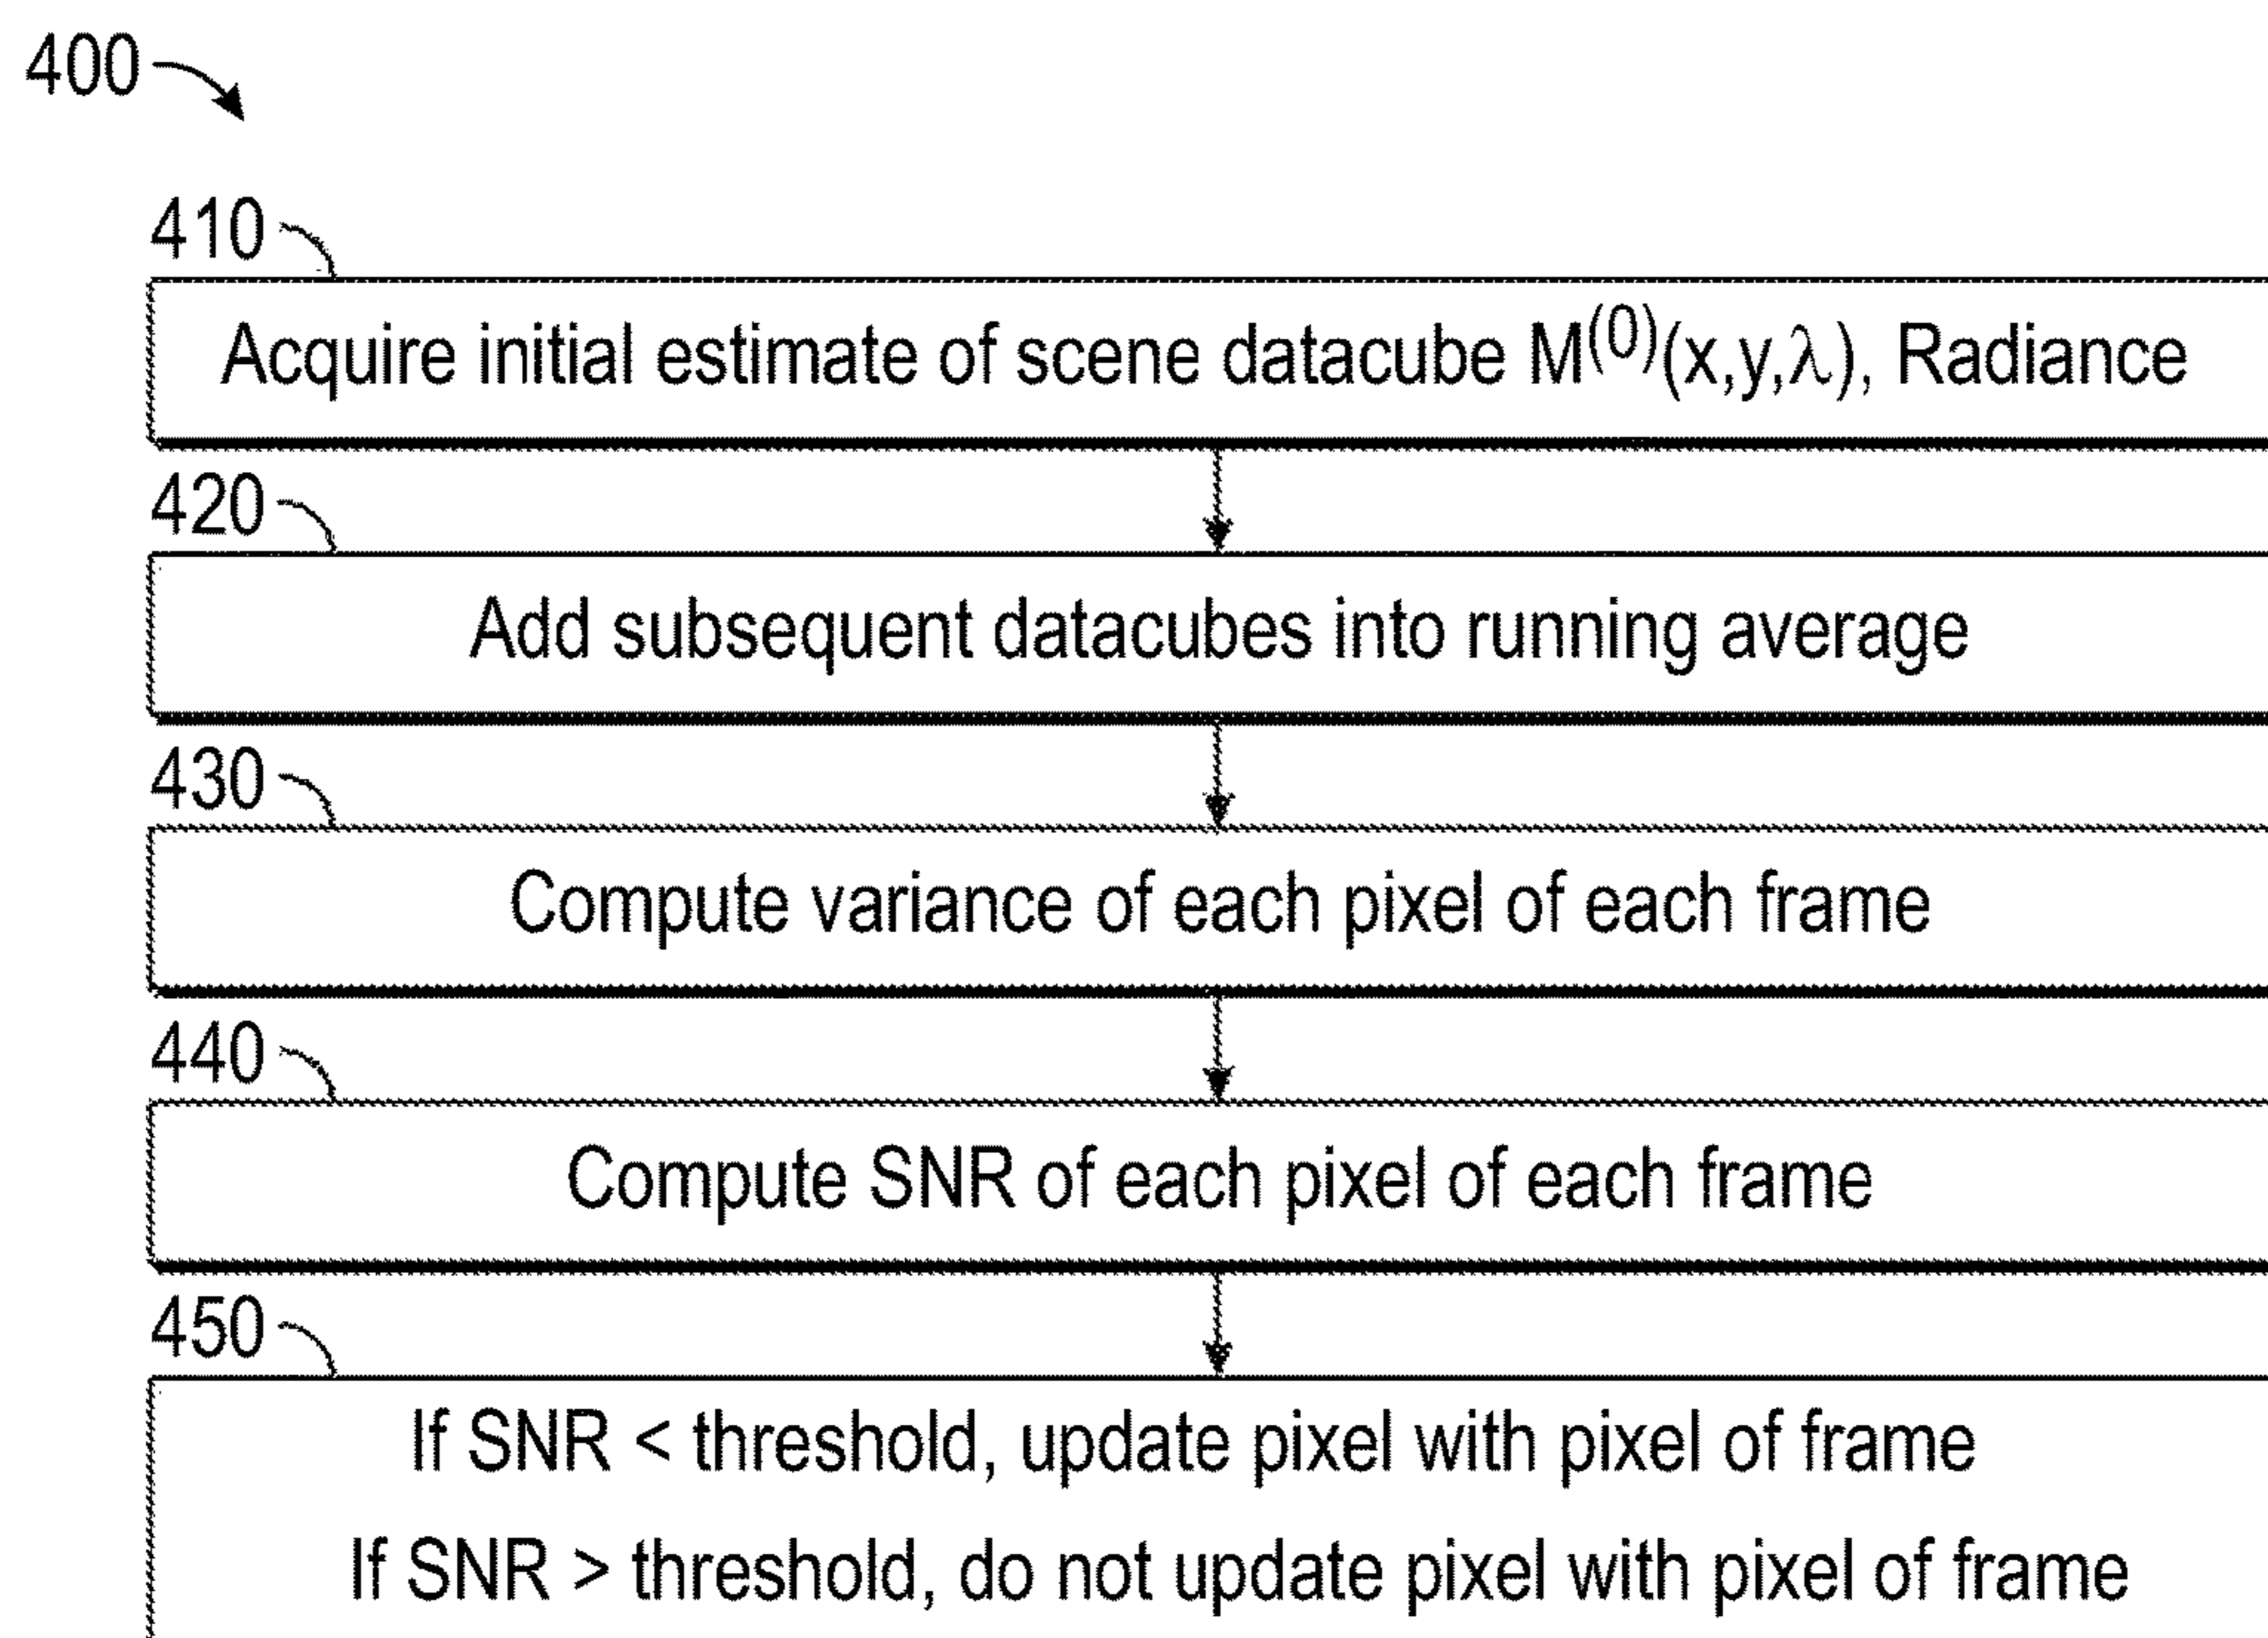 400
410
Acquire initial estimate of scene datacube M⁽⁰⁾(x,y,λ), Radiance
420
Add subsequent datacubes into running average
430
Compute variance of each pixel of each frame
440
Compute SNR of each pixel of each frame
450
If SNR < threshold, update pixel with pixel of frame
If SNR > threshold, do not update pixel with pixel of frame